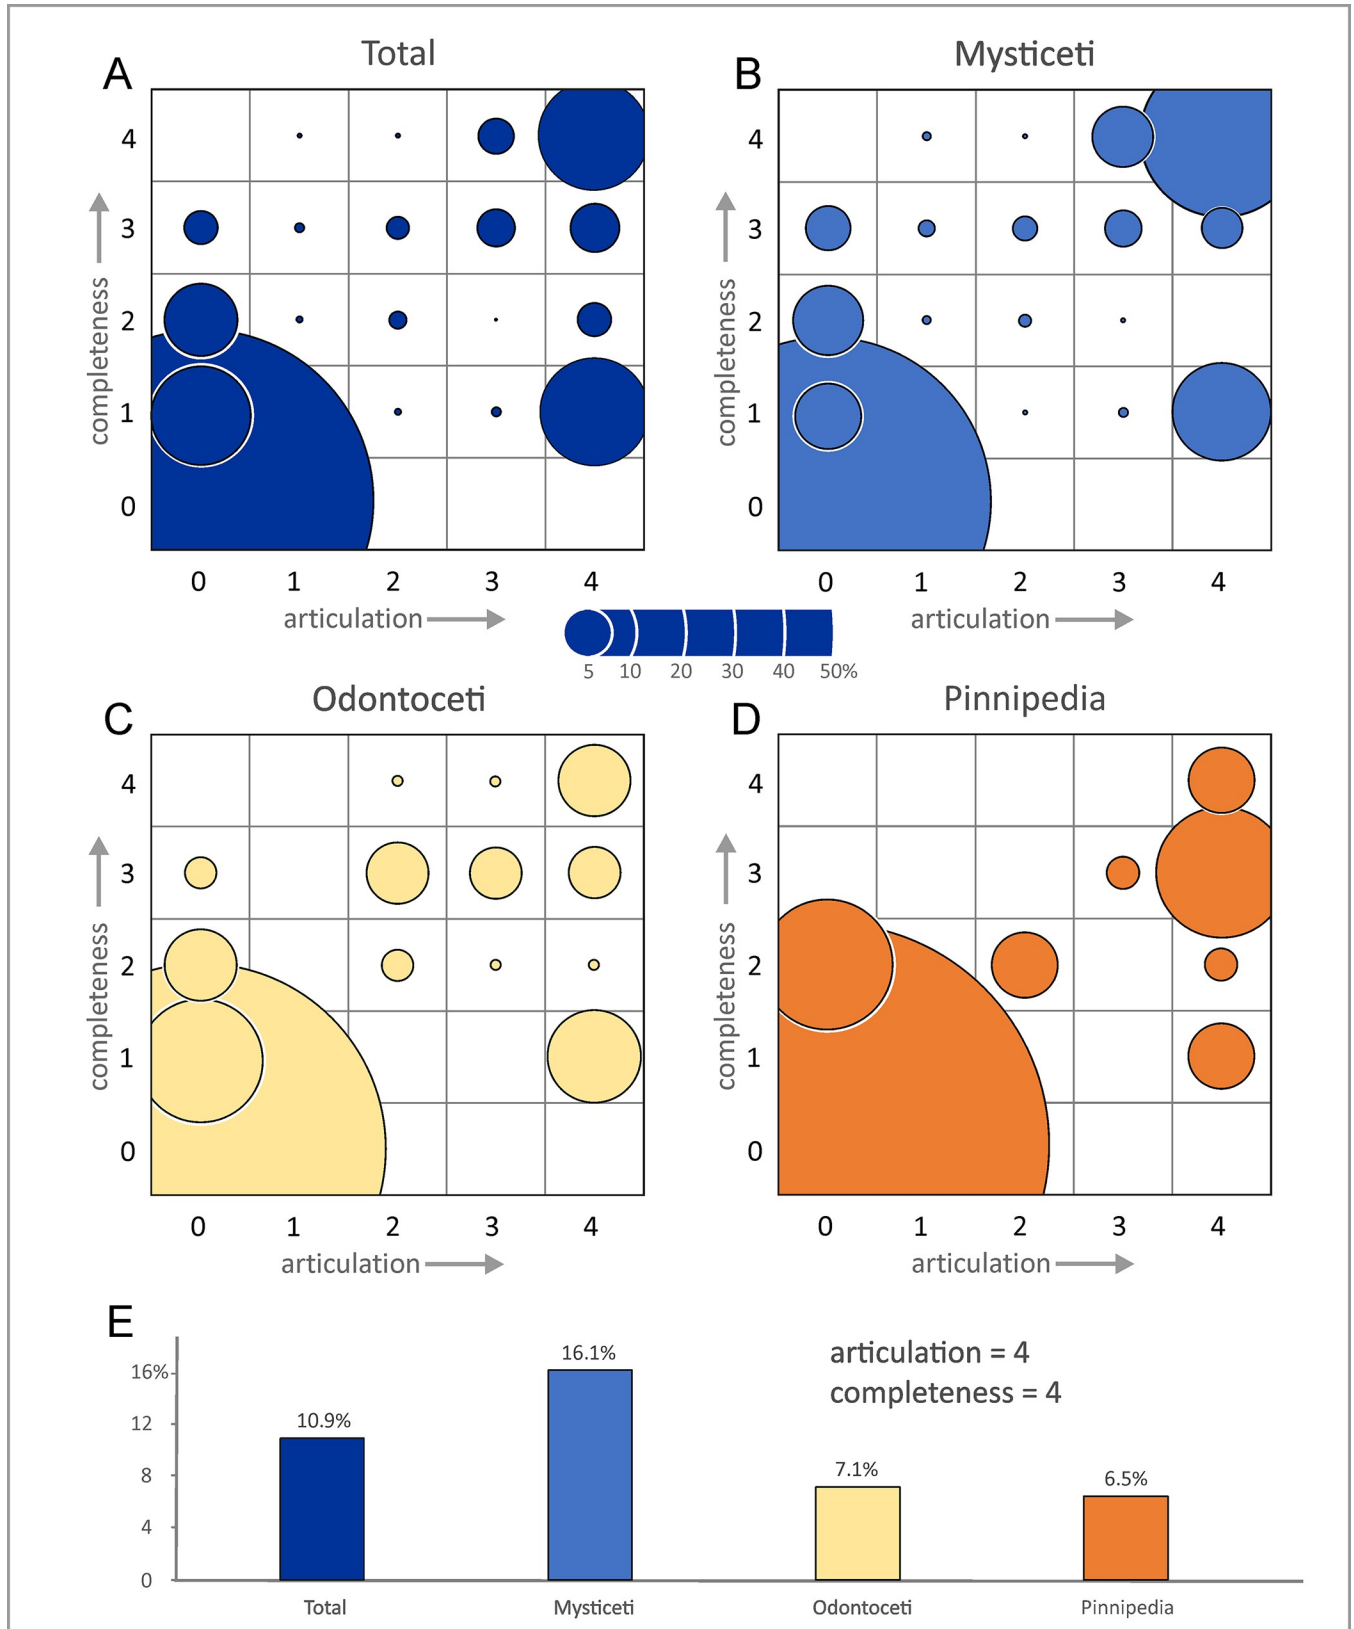 A
Total
4
3
2
1
0
completeness
0 1 2 3 4
articulation
B
Mysticeti
4
3
2
1
0
completeness
0 1 2 3 4
articulation
5 10 20 30 40 50%
C
Odontoceti
4
3
2
1
0
completeness
0 1 2 3 4
articulation
D
Pinnipedia
4
3
2
1
0
completeness
0 1 2 3 4
articulation
E
articulation = 4
completeness = 4
16%
12
8
4
0
10.9%
16.1%
7.1%
6.5%
Total Mysticeti Odontoceti Pinnipedia